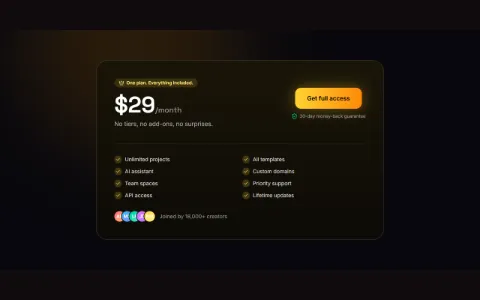 One plan. Everything included.
$29/month
No tiers, no add-ons, no surprises.
Get full access
30-day money-back guarantee
Unlimited projects
All templates
AI assistant
Custom domains
Team spaces
Priority support
API access
Lifetime updates
Joined by creators